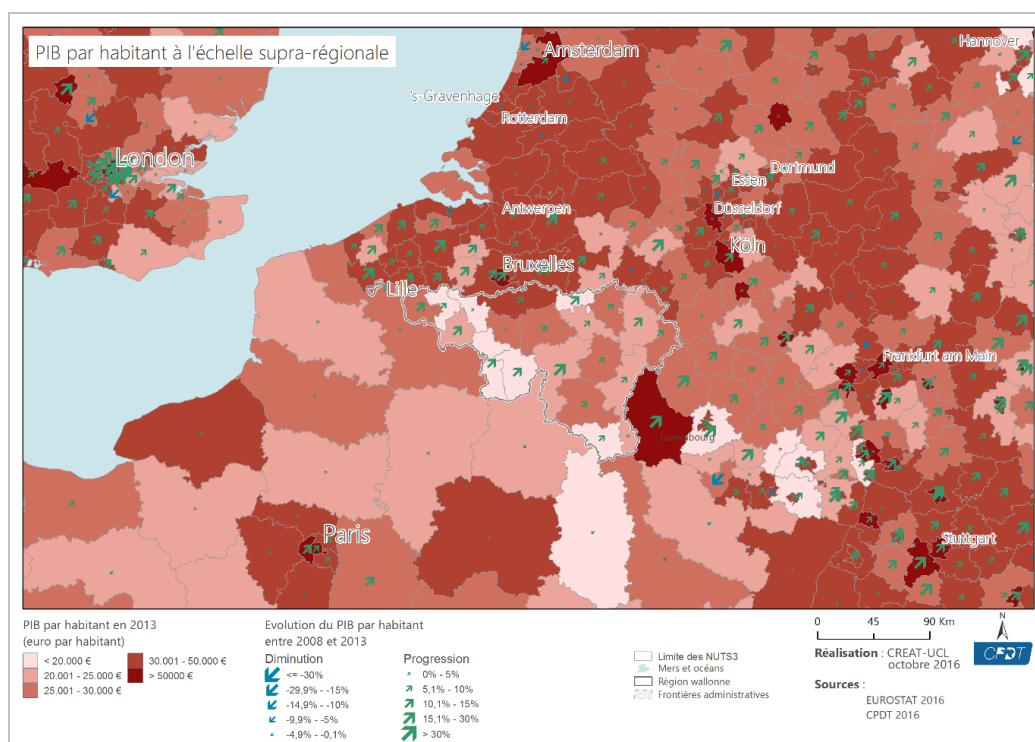 PIB par habitant à l'échelle supra-régionale
Amsterdam
Hannover
's-Gravenhage
Rotterdam
London
Dortmund
Essen
Antwerpen
Düsseldorf
Köln
Bruxelles
Lille
Frankfurt am Main
Luxembourg
Paris
Stuttgart
PIB par habitant en 2013
(euro par habitant)
< 20.000 €
20.001 - 25.000 €
25.001 - 30.000 €
30.001 - 50.000 €
> 50000 €
Evolution du PIB par habitant
entre 2008 et 2013
Diminution
<= -30%
-29,9% - -15%
-14,9% - -10%
-9,9% - -5%
-4,9% - -0,1%
Progression
0% - 5%
5,1% - 10%
10,1% - 15%
15,1% - 30%
> 30%
Limite des NUTS3
Mers et océans
Région wallonne
Frontières administratives
0 45 90 Km
N
Réalisation : CREAT-UCL
octobre 2016
CPDT
Sources :
EUROSTAT 2016
CPDT 2016